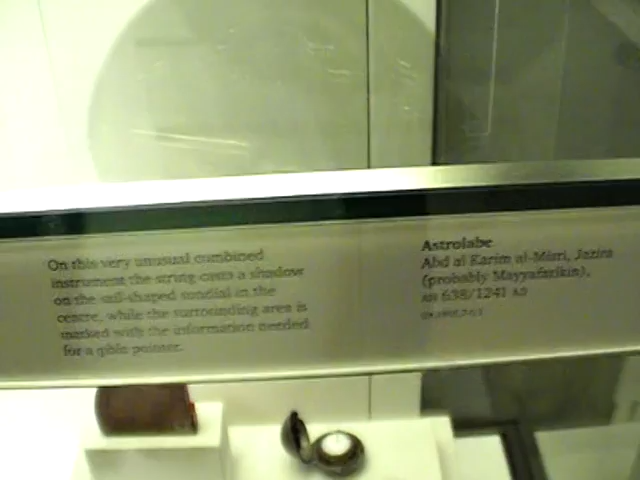 On this very unusual combined
instrument the string casts a shadow
on the sail-shaped sundial in the
centre, while the surrounding area is
marked with the information needed
for a qibla pointer.
Astrolabe
Abd al Karim al-Misri, Jazira
(probably Mayyafarikin),
AH 638/1241 AD